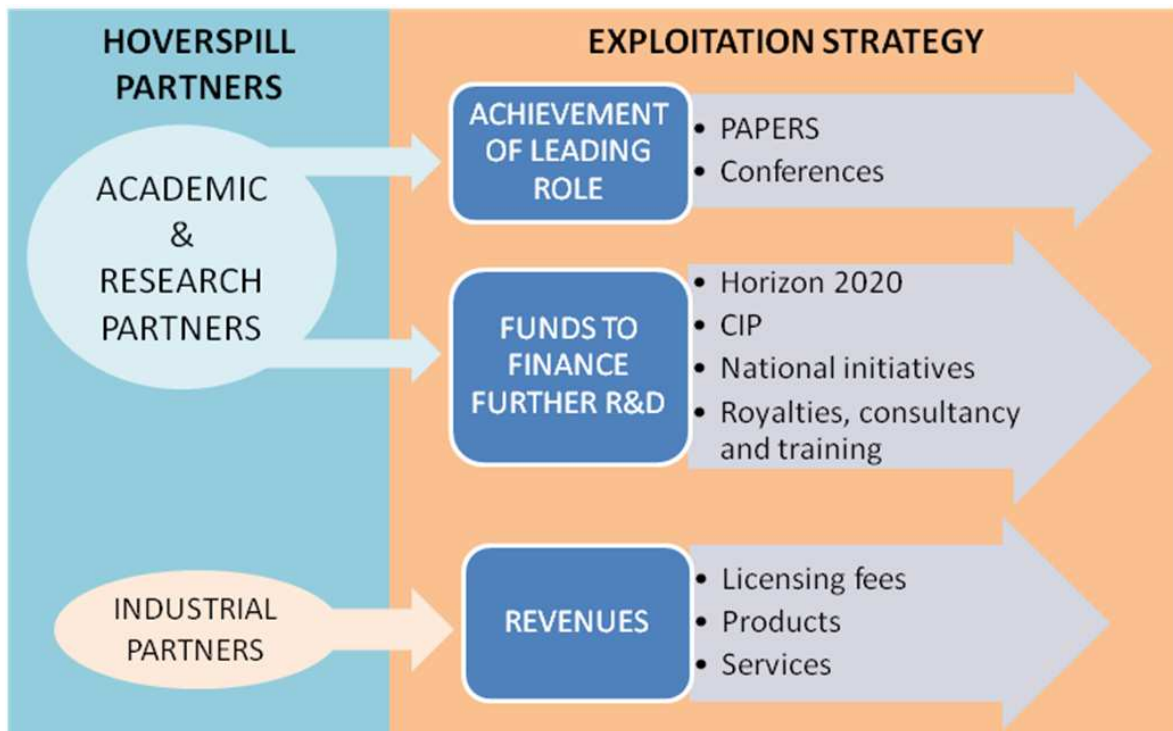 HOVERSPILL
PARTNERS
EXPLOITATION STRATEGY
ACADEMIC
&
RESEARCH
PARTNERS
ACHIEVEMENT
OF LEADING
ROLE
• PAPERS
• Conferences
FUNDS TO
FINANCE
FURTHER R&D
• Horizon 2020
• CIP
• National initiatives
• Royalties, consultancy
and training
INDUSTRIAL
PARTNERS
REVENUES
• Licensing fees
• Products
• Services